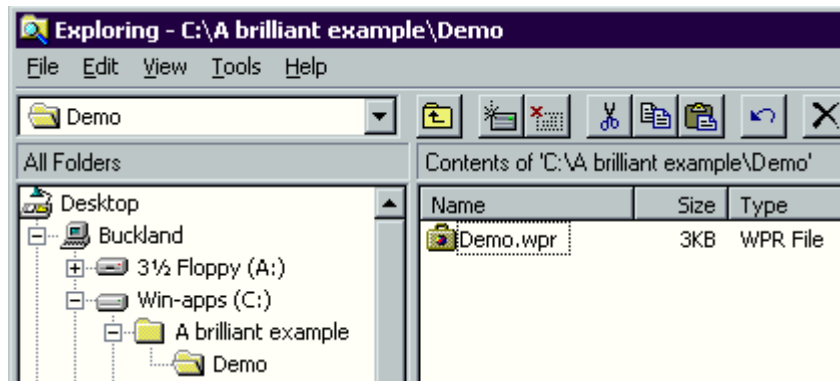 Exploring - C:\A brilliant example\Demo
File Edit View Tools Help
Demo
All Folders
Contents of 'C:\A brilliant example\Demo'
Desktop
Buckland
3½ Floppy (A:)
Win-apps (C:)
A brilliant example
Demo
Name Size Type
Demo.wpr 3KB WPR File